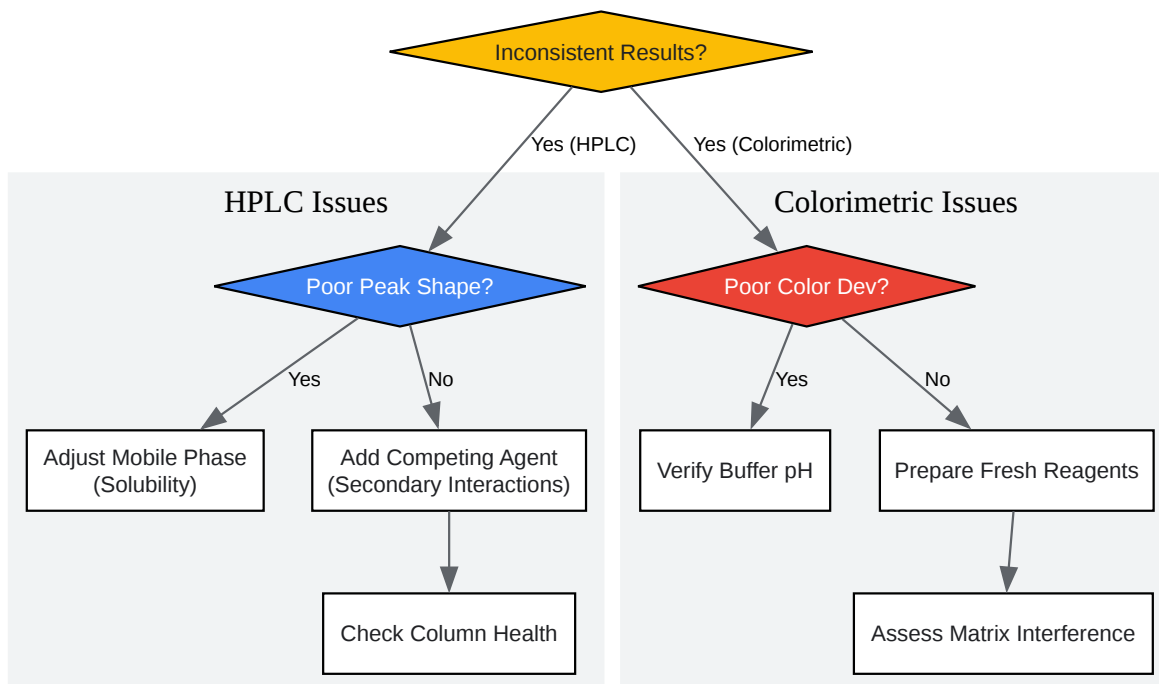 Inconsistent Results?
Yes (HPLC)
Yes (Colorimetric)
HPLC Issues
Colorimetric Issues
Poor Peak Shape?
Poor Color Dev?
Yes
No
Yes
No
Adjust Mobile Phase
(Solubility)
Add Competing Agent
(Secondary Interactions)
Verify Buffer pH
Prepare Fresh Reagents
Check Column Health
Assess Matrix Interference